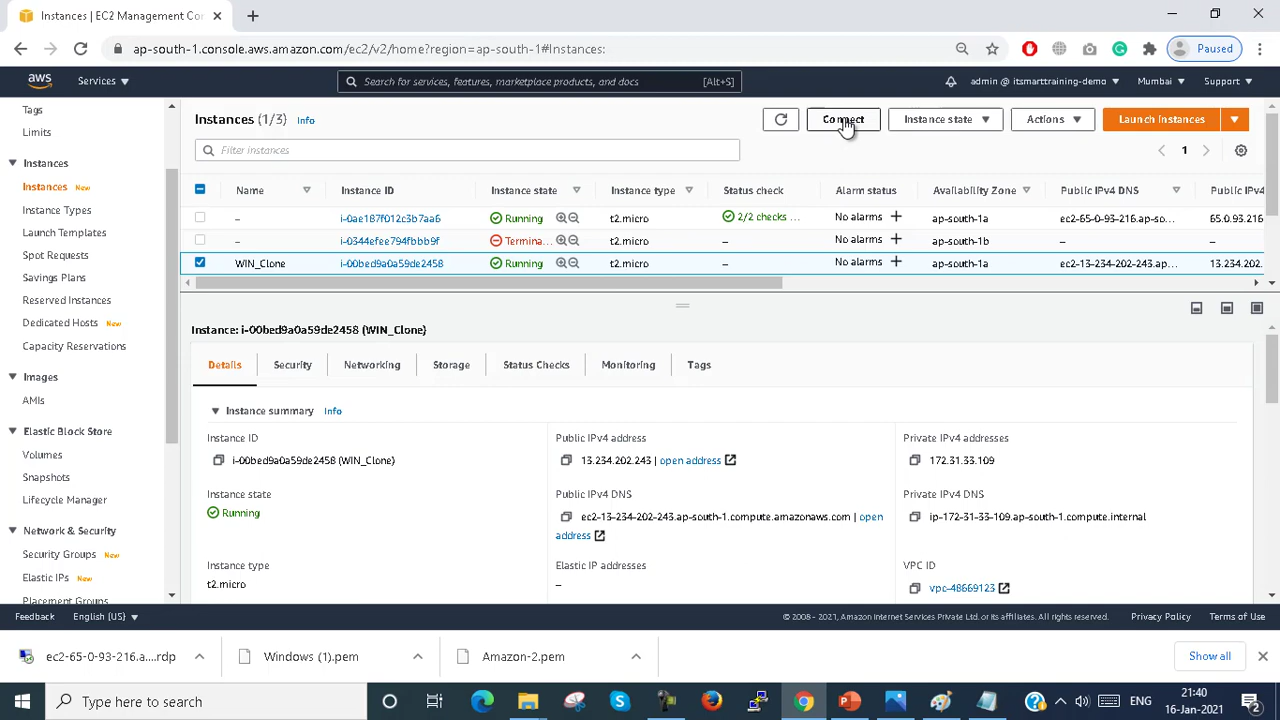 Instances | EC2 Management Con
ap-south-1.console.aws.amazon.com/ec2/v2/home?region=ap-south-1#Instances:
Paused
aws
Services
Search for services, features, marketplace products, and docs
[Alt+S]
admin @ itsmarttraining-demo
Mumbai
Support
Tags
Limits
Instances
Instances New
Instance Types
Launch Templates
Spot Requests
Savings Plans
Reserved Instances
Dedicated Hosts New
Capacity Reservations
Images
AMIs
Elastic Block Store
Volumes
Snapshots
Lifecycle Manager
Network & Security
Security Groups New
Elastic IPs New
Placement Groups
Instances (1/3) Info
Connect
Instance state
Actions
Launch instances
Filter instances
1
Name Instance ID Instance state Instance type Status check Alarm status Availability Zone Public IPv4 DNS Public IPv4
– i-0ae187f012c3b7aa6 Running t2.micro 2/2 checks ... No alarms + ap-south-1a ec2-65-0-93-216.ap-so... 65.0.93.216
– i-0344efee794fbbb9f Termina... t2.micro – No alarms + ap-south-1b – –
WIN_Clone i-00bed9a0a59de2458 Running t2.micro – No alarms + ap-south-1a ec2-13-234-202-243.ap... 13.234.202.
Instance: i-00bed9a0a59de2458 (WIN_Clone)
Details Security Networking Storage Status Checks Monitoring Tags
Instance summary Info
Instance ID
i-00bed9a0a59de2458 (WIN_Clone)
Public IPv4 address
13.234.202.243 | open address
Private IPv4 addresses
172.31.33.109
Instance state
Running
Public IPv4 DNS
ec2-13-234-202-243.ap-south-1.compute.amazonaws.com | open
address
Private IPv4 DNS
ip-172-31-33-109.ap-south-1.compute.internal
Instance type
t2.micro
Elastic IP addresses
–
VPC ID
vpc-48669123
Feedback
English (US)
© 2008 - 2021, Amazon Internet Services Private Ltd. or its affiliates. All rights reserved.
Privacy Policy
Terms of Use
ec2-65-0-93-216.a....rdp
Windows (1).pem
Amazon-2.pem
Show all
Type here to search
ENG
21:40
16-Jan-2021
2